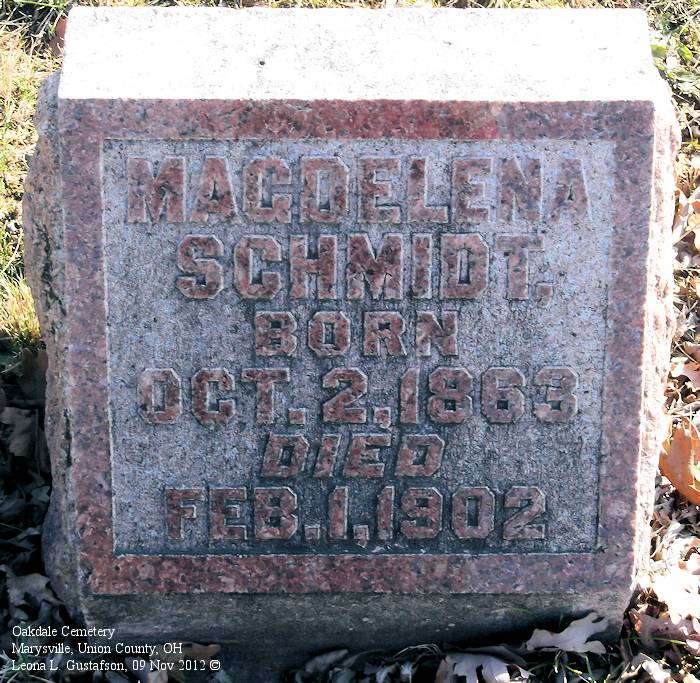 MAGDELENA
SCHMIDT,
BORN
OCT. 2, 1863
DIED
FEB. 1, 1902
Oakdale Cemetery
Marysville, Union County, OH
Leona L. Gustafson, 09 Nov 2012 ©